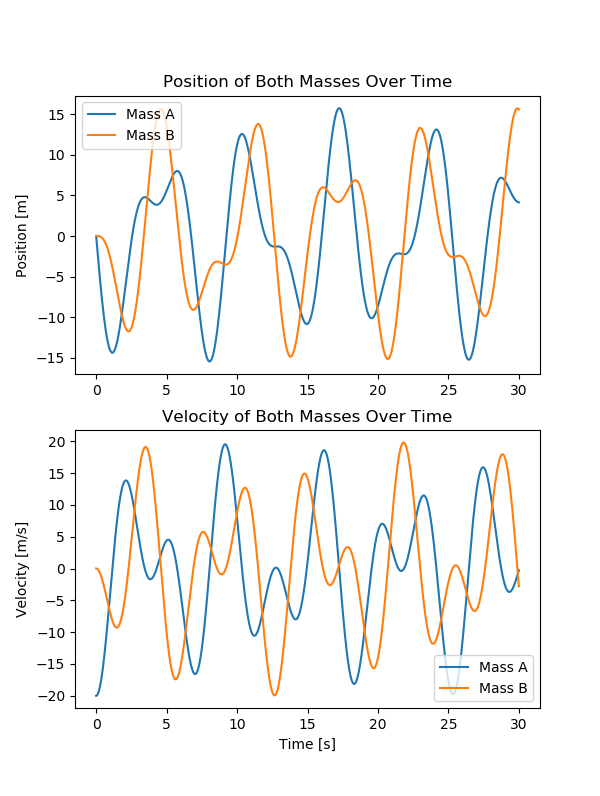 Position of Both Masses Over Time
Position [m]
15
10
5
0
−5
−10
−15
Mass A
Mass B
0 5 10 15 20 25 30
Velocity of Both Masses Over Time
Velocity [m/s]
20
15
10
5
0
−5
−10
−15
−20
Mass A
Mass B
0 5 10 15 20 25 30
Time [s]